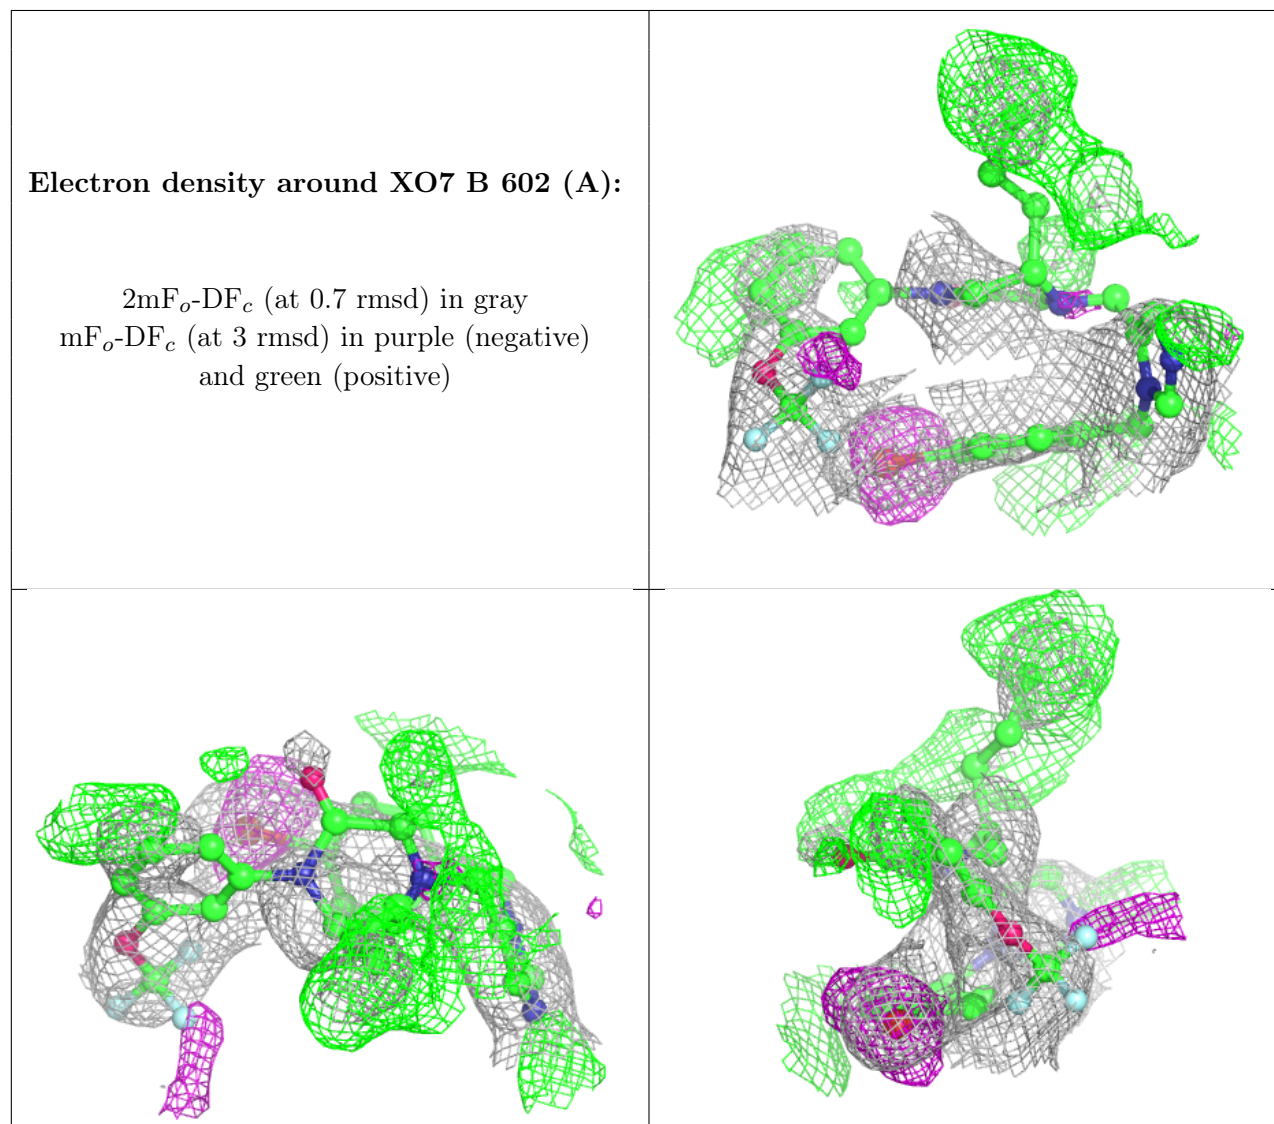 Electron density around XO7 B 602 (A):
2mFₒ-DF𝒸 (at 0.7 rmsd) in gray
mFₒ-DF𝒸 (at 3 rmsd) in purple (negative)
and green (positive)